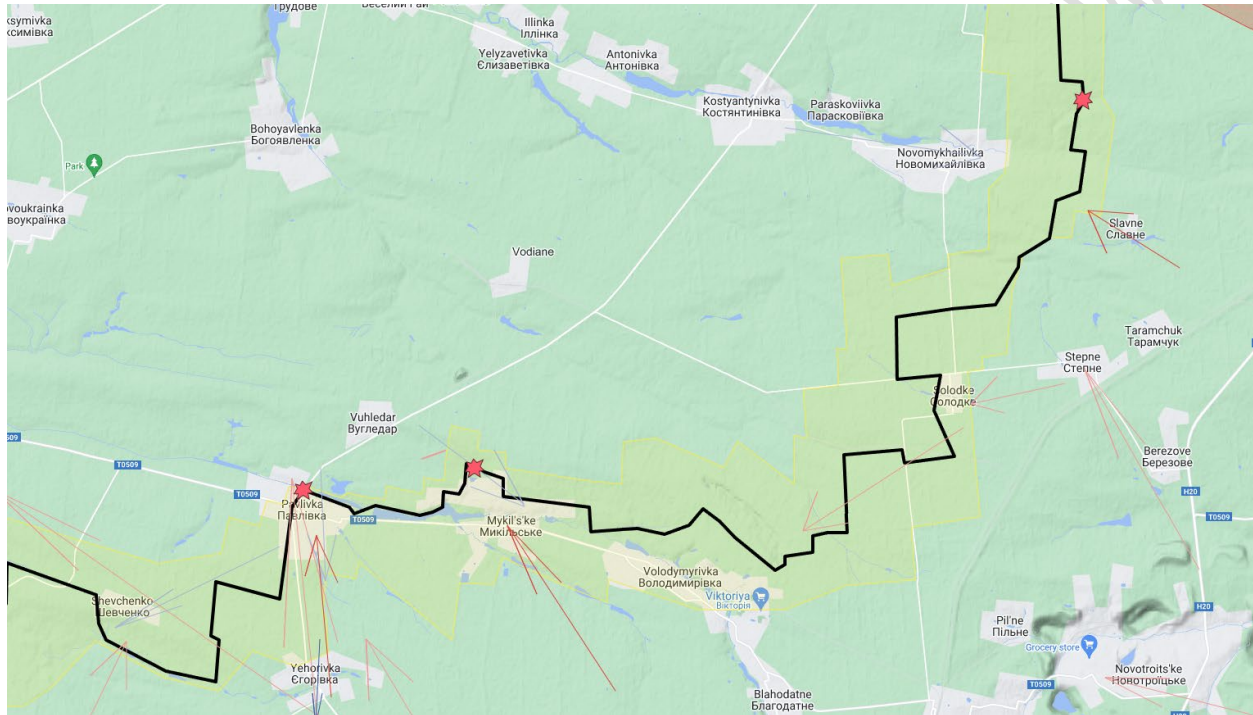 Трудове
ksymivka
ксимівка
Illinka
Іллінка
Yelyzavetivka
Єлизаветівка
Antonivka
Антонівка
Kostyantynivka
Костянтинівка
Paraskoviivka
Парасковіївка
Bohoyavlenka
Богоявленка
Novomykhailivka
Новомихайлівка
Park
ovoukrainka
воукраїнка
Slavne
Славне
Vodiane
Taramchuk
Тарамчук
Stepne
Степне
Solodke
Солодке
Vuhledar
Вугледар
T0509
Berezove
Березове
T0509
H20
Pavlivka
Павлівка
T0509
T0509
Mykil's'ke
Микільське
Volodymyrivka
Володимирівка
Shevchenko
Шевченко
Viktoriya
Вікторія
H20
Pil'ne
Пільне
Grocery store
Yehorivka
Єгорівка
Novotroits'ke
Новотроїцьке
T0509
Blahodatne
Благодатне